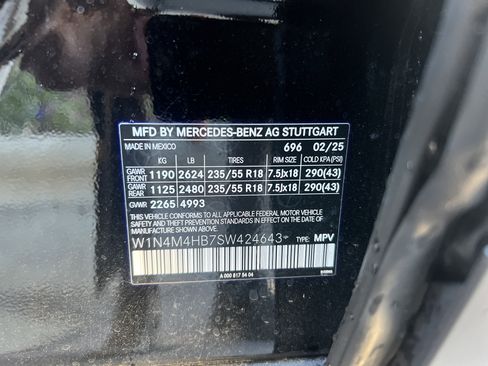 MFD BY MERCEDES-BENZ AG STUTTGART
MADE IN MEXICO 696 02/25
KG LB TIRES RIM SIZE COLD KPA (PSI)
GAWR FRONT 1190 2624 235/55 R18 7.5Jx18 290(43)
GAWR REAR 1125 2480 235/55 R18 7.5Jx18 290(43)
GVWR 2265 4993
THIS VEHICLE CONFORMS TO ALL APPLICABLE FEDERAL MOTOR VEHICLE
SAFETY STANDARDS IN EFFECT ON THE DATE OF MANUFACTURE SHOWN ABOVE.
W1N4M4HB7SW424643 TYPE: MPV
A 000 817 54 04